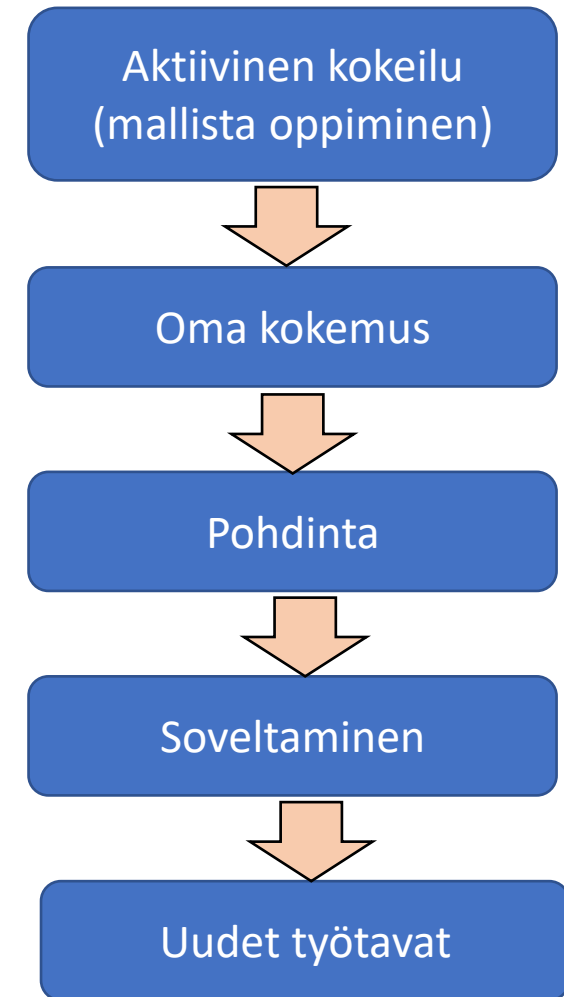 Aktiivinen kokeilu
(mallista oppiminen)
Oma kokemus
Pohdinta
Soveltaminen
Uudet työtavat